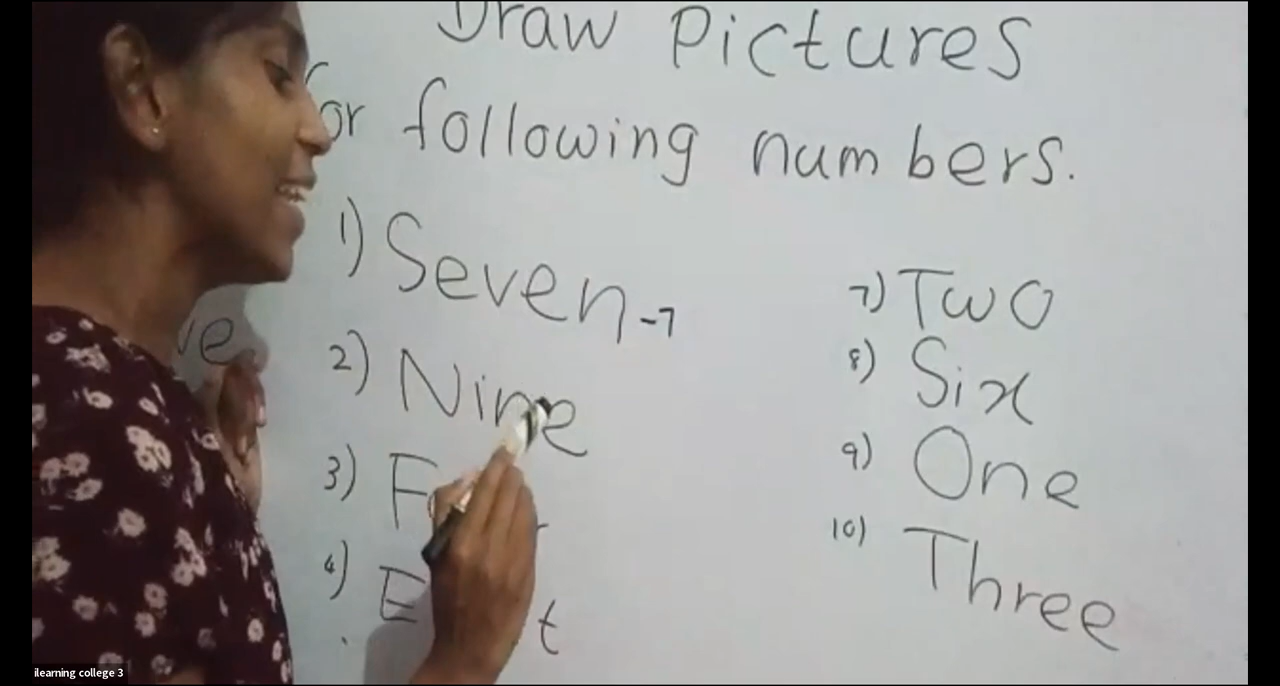 Draw Pictures
for following numbers.
1) Seven -7
2) Nine
3)
4)
7) Two
8) Six
9) One
10) Three
ilearning college 3